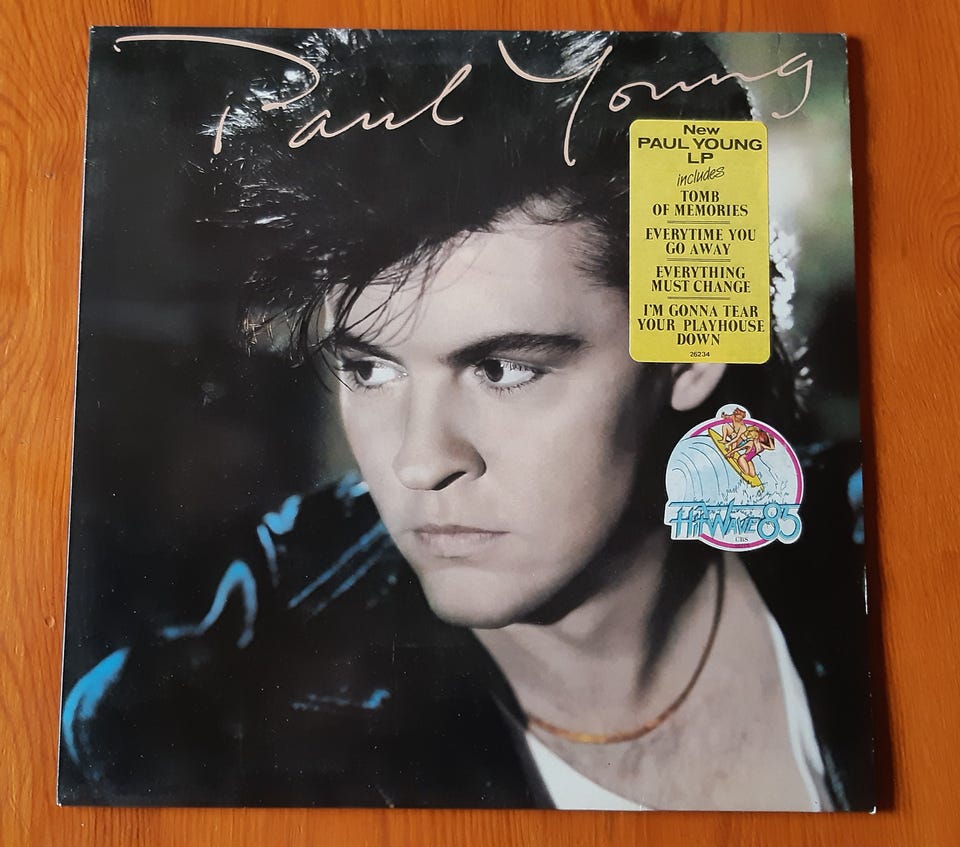 Paul Young
New
PAUL YOUNG
LP
includes
TOMB
OF MEMORIES
EVERYTIME YOU
GO AWAY
EVERYTHING
MUST CHANGE
I'M GONNA TEAR
YOUR PLAYHOUSE
DOWN
26234
HITWAVE 85
CBS